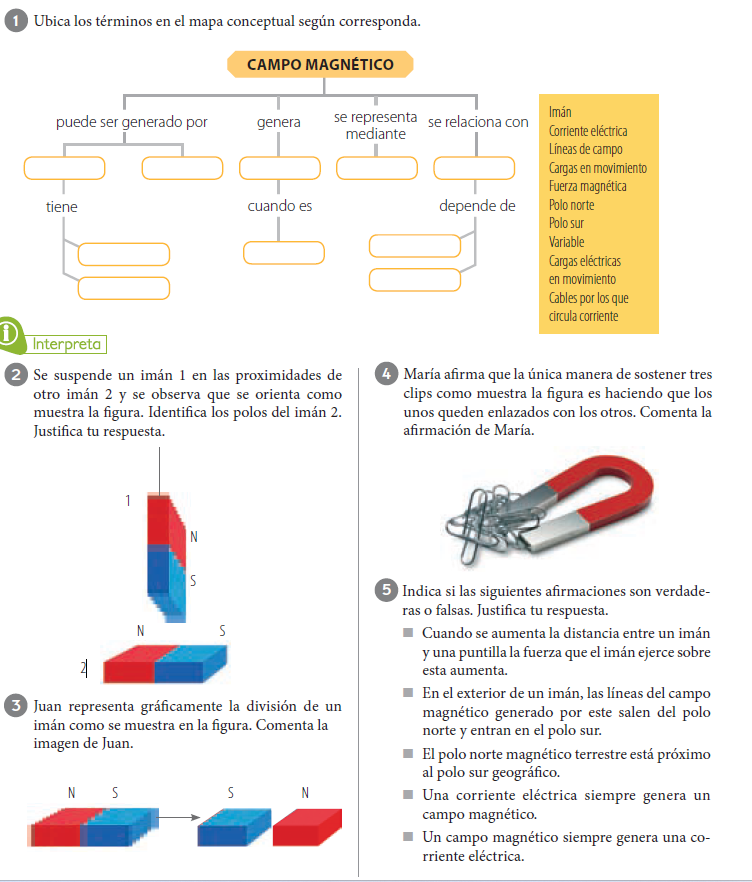 1 Ubica los términos en el mapa conceptual según corresponda.
CAMPO MAGNÉTICO
puede ser generado por
genera
se representa
mediante
se relaciona con
tiene
cuando es
depende de
Imán
Corriente eléctrica
Líneas de campo
Cargas en movimiento
Fuerza magnética
Polo norte
Polo sur
Variable
Cargas eléctricas
en movimiento
Cables por los que
circula corriente
i Interpreta
2 Se suspende un imán 1 en las proximidades de
otro imán 2 y se observa que se orienta como
muestra la figura. Identifica los polos del imán 2.
Justifica tu respuesta.
1
N
S
N S
2
3 Juan representa gráficamente la división de un
imán como se muestra en la figura. Comenta la
imagen de Juan.
N S S N
4 María afirma que la única manera de sostener tres
clips como muestra la figura es haciendo que los
unos queden enlazados con los otros. Comenta la
afirmación de María.
5 Indica si las siguientes afirmaciones son verdade-
ras o falsas. Justifica tu respuesta.
Cuando se aumenta la distancia entre un imán
y una puntilla la fuerza que el imán ejerce sobre
esta aumenta.
En el exterior de un imán, las líneas del campo
magnético generado por este salen del polo
norte y entran en el polo sur.
El polo norte magnético terrestre está próximo
al polo sur geográfico.
Una corriente eléctrica siempre genera un
campo magnético.
Un campo magnético siempre genera una co-
rriente eléctrica.